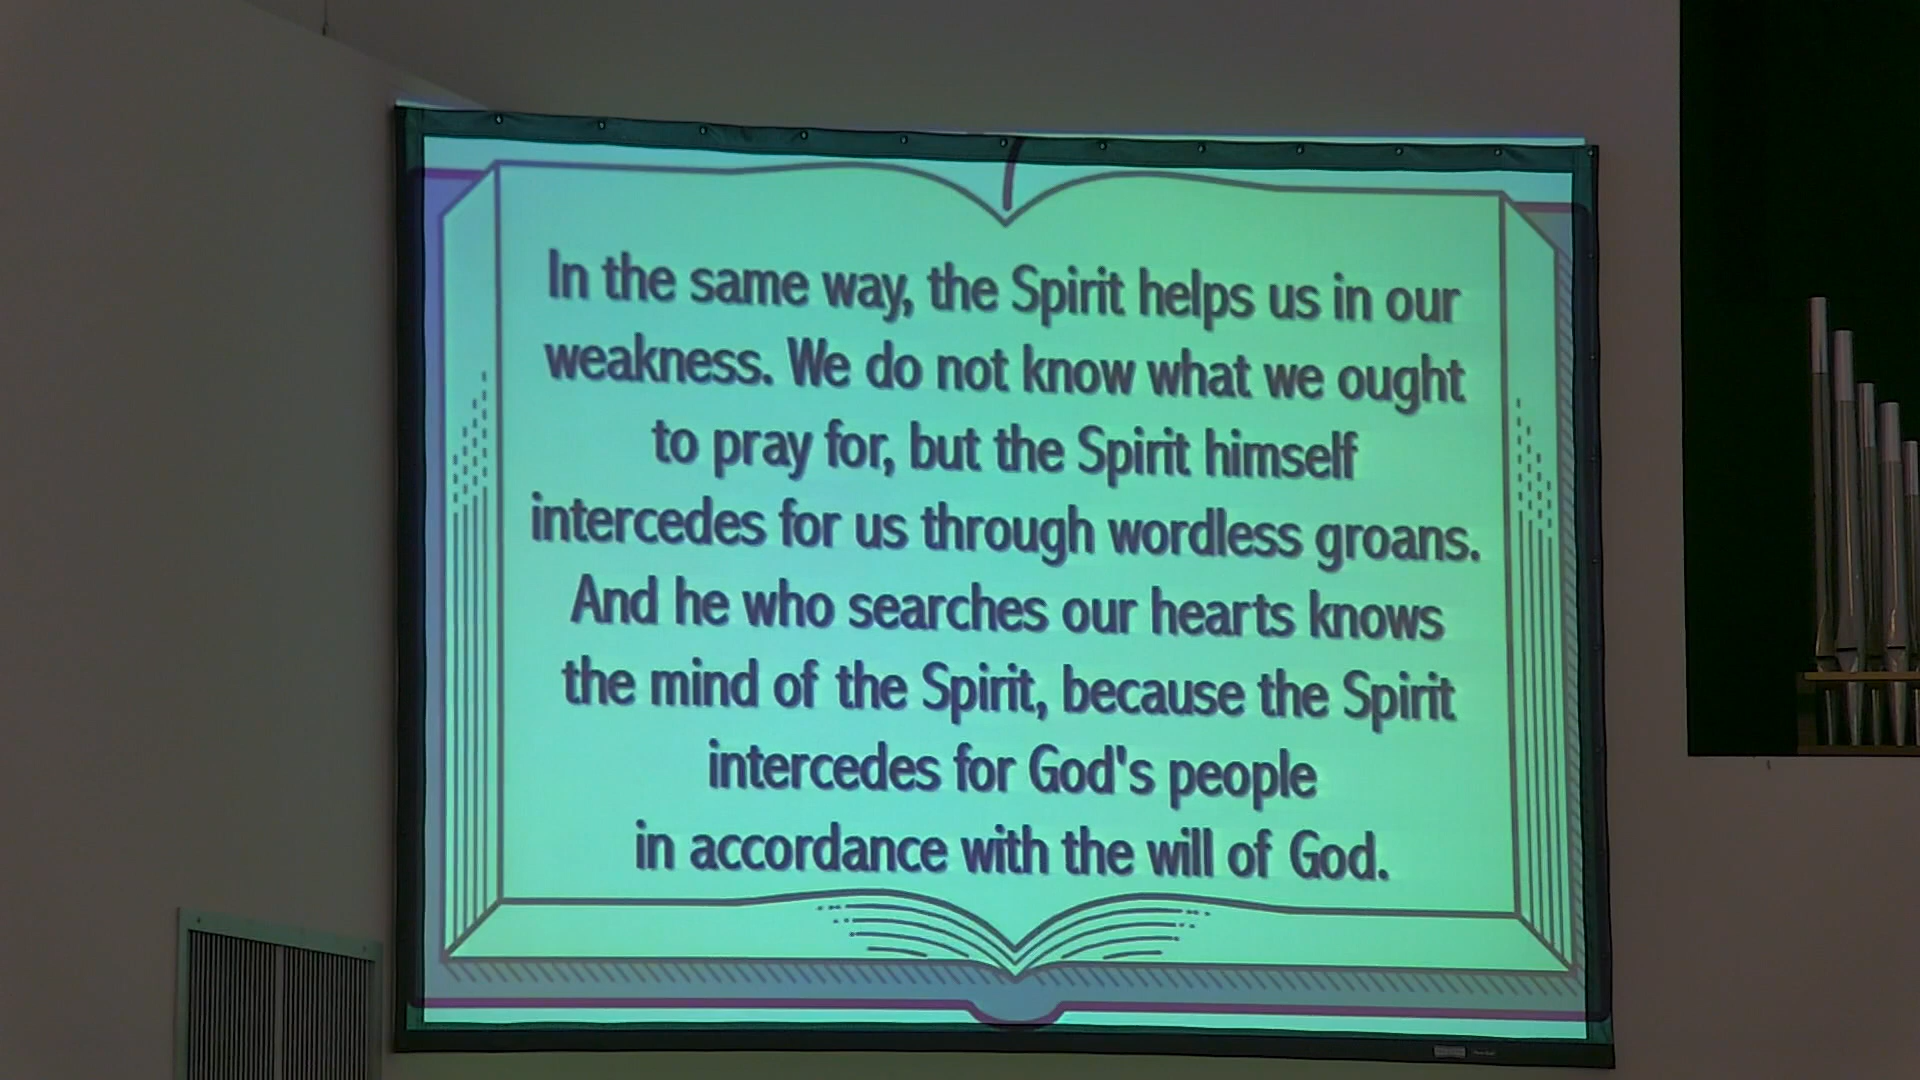 In the same way, the Spirit helps us in our
weakness. We do not know what we ought
to pray for, but the Spirit himself
intercedes for us through wordless groans.
And he who searches our hearts knows
the mind of the Spirit, because the Spirit
intercedes for God's people
in accordance with the will of God.